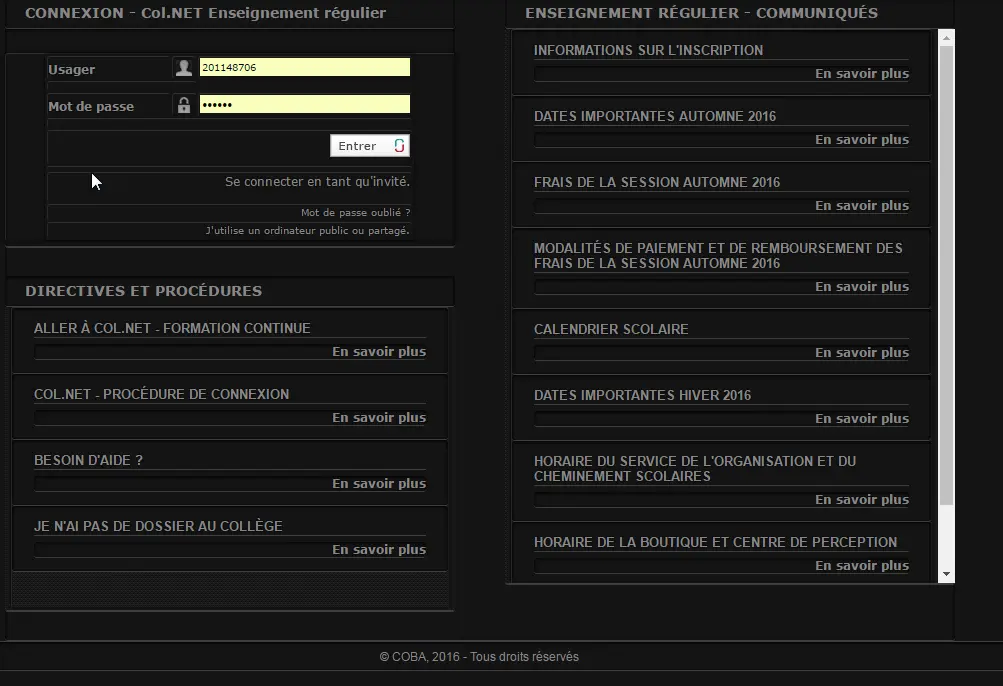 CONNEXION - Col.NET Enseignement régulier
Usager
201148706
Mot de passe
••••••
Entrer
Se connecter en tant qu'invité.
Mot de passe oublié ?
J'utilise un ordinateur public ou partagé.
DIRECTIVES ET PROCÉDURES
ALLER À COL.NET - FORMATION CONTINUE
En savoir plus
COL.NET - PROCÉDURE DE CONNEXION
En savoir plus
BESOIN D'AIDE ?
En savoir plus
JE N'AI PAS DE DOSSIER AU COLLÈGE
En savoir plus
ENSEIGNEMENT RÉGULIER - COMMUNIQUÉS
INFORMATIONS SUR L'INSCRIPTION
En savoir plus
DATES IMPORTANTES AUTOMNE 2016
En savoir plus
FRAIS DE LA SESSION AUTOMNE 2016
En savoir plus
MODALITÉS DE PAIEMENT ET DE REMBOURSEMENT DES
FRAIS DE LA SESSION AUTOMNE 2016
En savoir plus
CALENDRIER SCOLAIRE
En savoir plus
DATES IMPORTANTES HIVER 2016
En savoir plus
HORAIRE DU SERVICE DE L'ORGANISATION ET DU
CHEMINEMENT SCOLAIRES
En savoir plus
HORAIRE DE LA BOUTIQUE ET CENTRE DE PERCEPTION
En savoir plus
© COBA, 2016 - Tous droits réservés